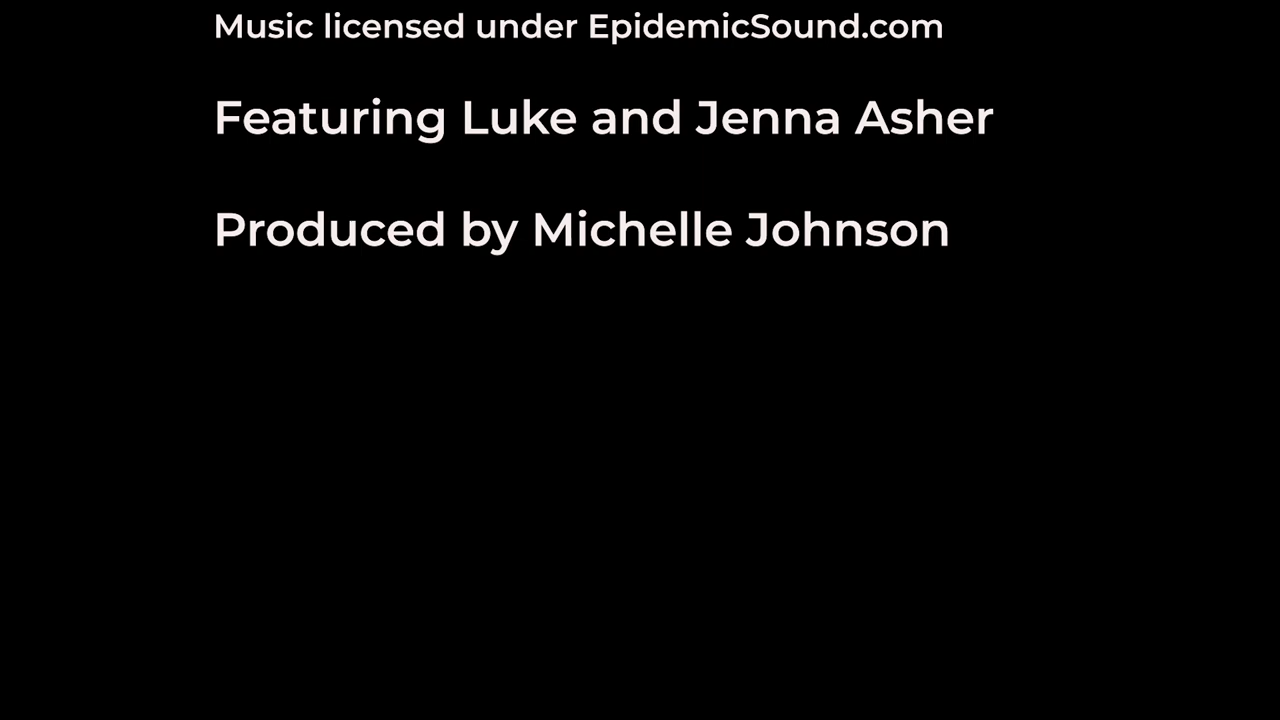 Music licensed under EpidemicSound.com
Featuring Luke and Jenna Asher
Produced by Michelle Johnson